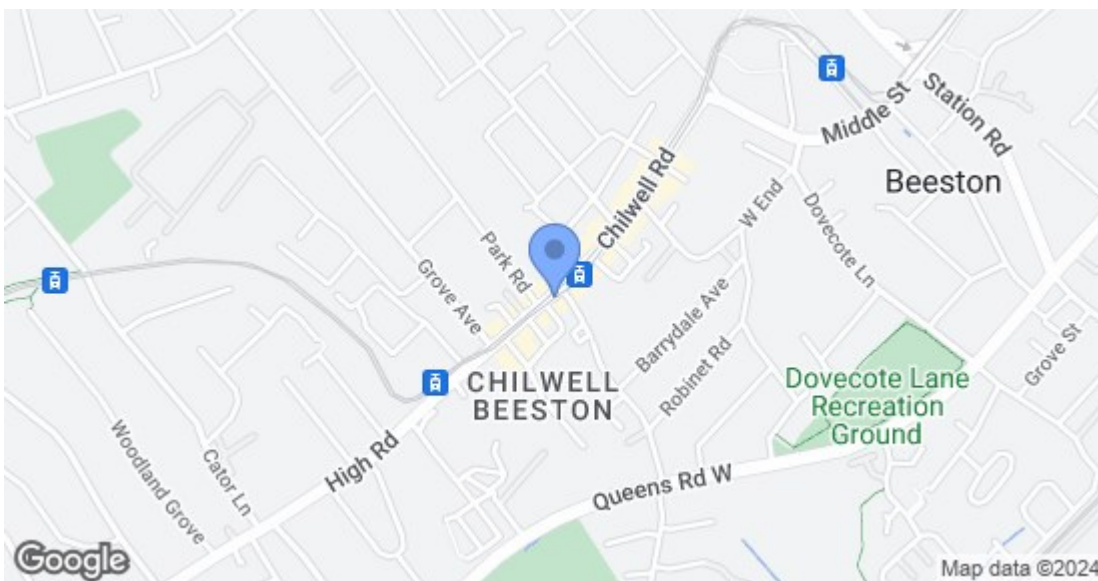 Middle St
Station Rd
Beeston
Chilwell Rd
W End
Dovecote Ln
Park Rd
Grove Ave
Barrydale Ave
Robinet Rd
Grove St
CHILWELL
BEESTON
Dovecote Lane
Recreation
Ground
Woodland Grove
Cator Ln
High Rd
Queens Rd W
Google
Map data ©2024